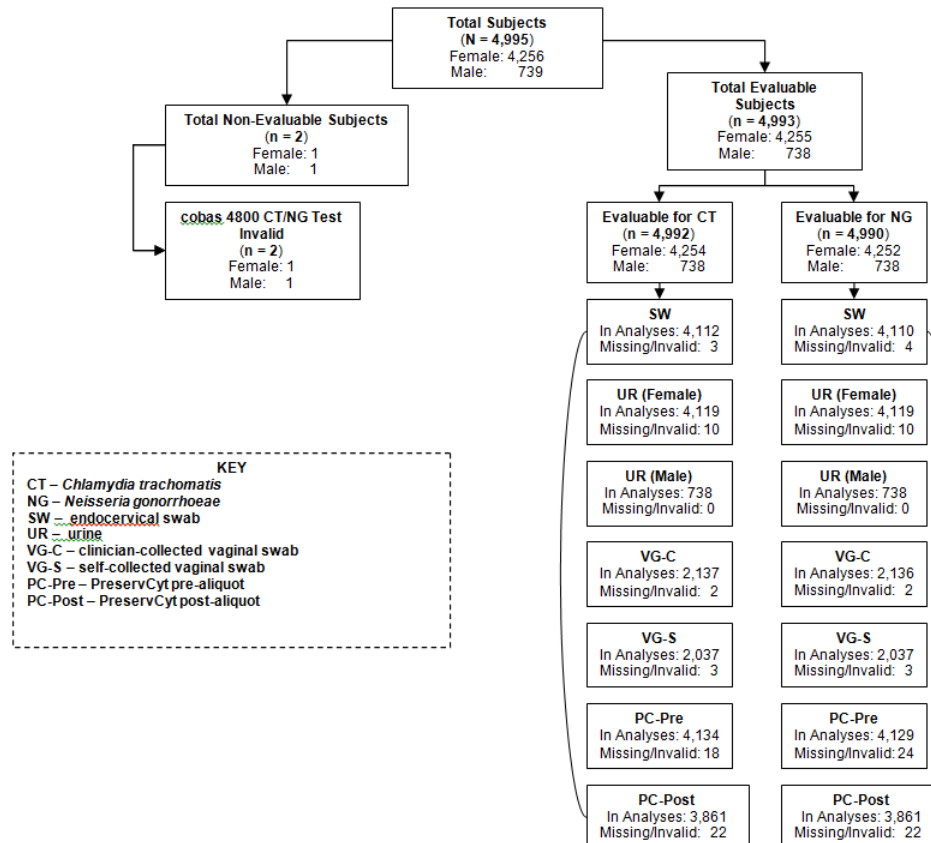 Total Subjects
(N = 4,995)
Female: 4,256
Male: 739
Total Non-Evaluable Subjects
(n = 2)
Female: 1
Male: 1
cobas 4800 CT/NG Test
Invalid
(n = 2)
Female: 1
Male: 1
Total Evaluable
Subjects
(n = 4,993)
Female: 4,255
Male: 738
Evaluable for CT
(n = 4,992)
Female: 4,254
Male: 738
Evaluable for NG
(n = 4,990)
Female: 4,252
Male: 738
SW
In Analyses: 4,112
Missing/Invalid: 3
SW
In Analyses: 4,110
Missing/Invalid: 4
UR (Female)
In Analyses: 4,119
Missing/Invalid: 10
UR (Female)
In Analyses: 4,119
Missing/Invalid: 10
UR (Male)
In Analyses: 738
Missing/Invalid: 0
UR (Male)
In Analyses: 738
Missing/Invalid: 0
VG-C
In Analyses: 2,137
Missing/Invalid: 2
VG-C
In Analyses: 2,136
Missing/Invalid: 2
VG-S
In Analyses: 2,037
Missing/Invalid: 3
VG-S
In Analyses: 2,037
Missing/Invalid: 3
PC-Pre
In Analyses: 4,134
Missing/Invalid: 18
PC-Pre
In Analyses: 4,129
Missing/Invalid: 24
PC-Post
In Analyses: 3,861
Missing/Invalid: 22
PC-Post
In Analyses: 3,861
Missing/Invalid: 22
KEY
CT – Chlamydia trachomatis
NG – Neisseria gonorrhoeae
SW – endocervical swab
UR – urine
VG-C – clinician-collected vaginal swab
VG-S – self-collected vaginal swab
PC-Pre – PreservCyt pre-aliquot
PC-Post – PreservCyt post-aliquot